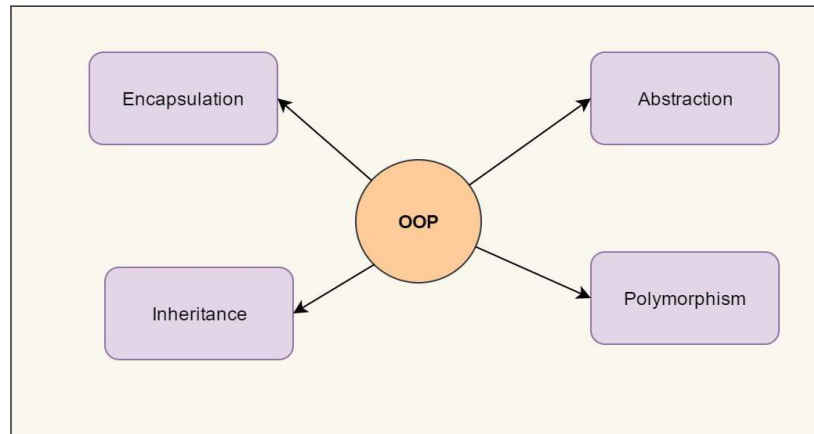 Encapsulation
Abstraction
OOP
Inheritance
Polymorphism